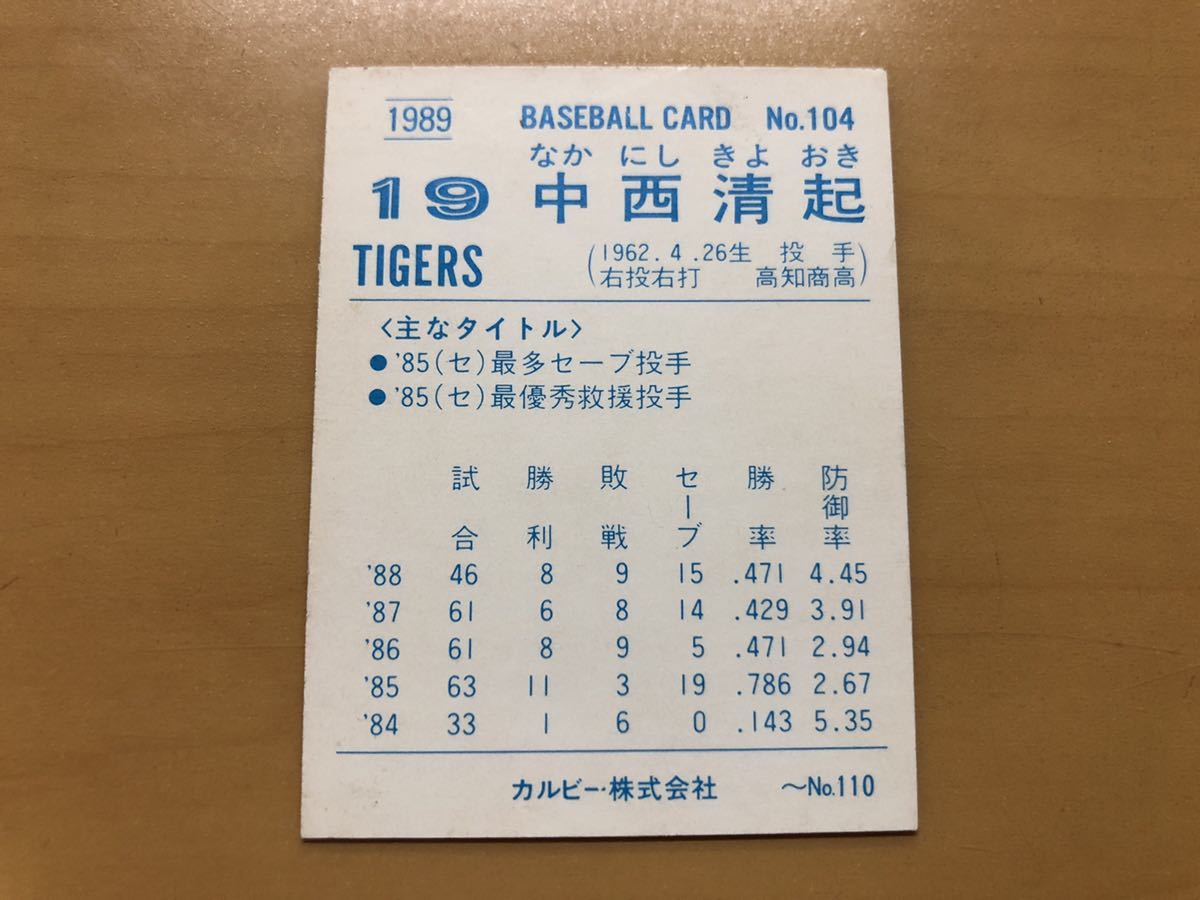 1989 BASEBALL CARD No.104
なか にし きよ おき
19 中西清起
TIGERS (1962.4.26生 投手
右投右打 高知商高)
〈主なタイトル〉
●'85(セ)最多セーブ投手
●'85(セ)最優秀救援投手
試合 勝利 敗戦 セーブ 勝率 防御率
'88 46 8 9 15 .471 4.45
'87 61 6 8 14 .429 3.91
'86 61 8 9 5 .471 2.94
'85 63 11 3 19 .786 2.67
'84 33 1 6 0 .143 5.35
カルビー・株式会社 〜No.110